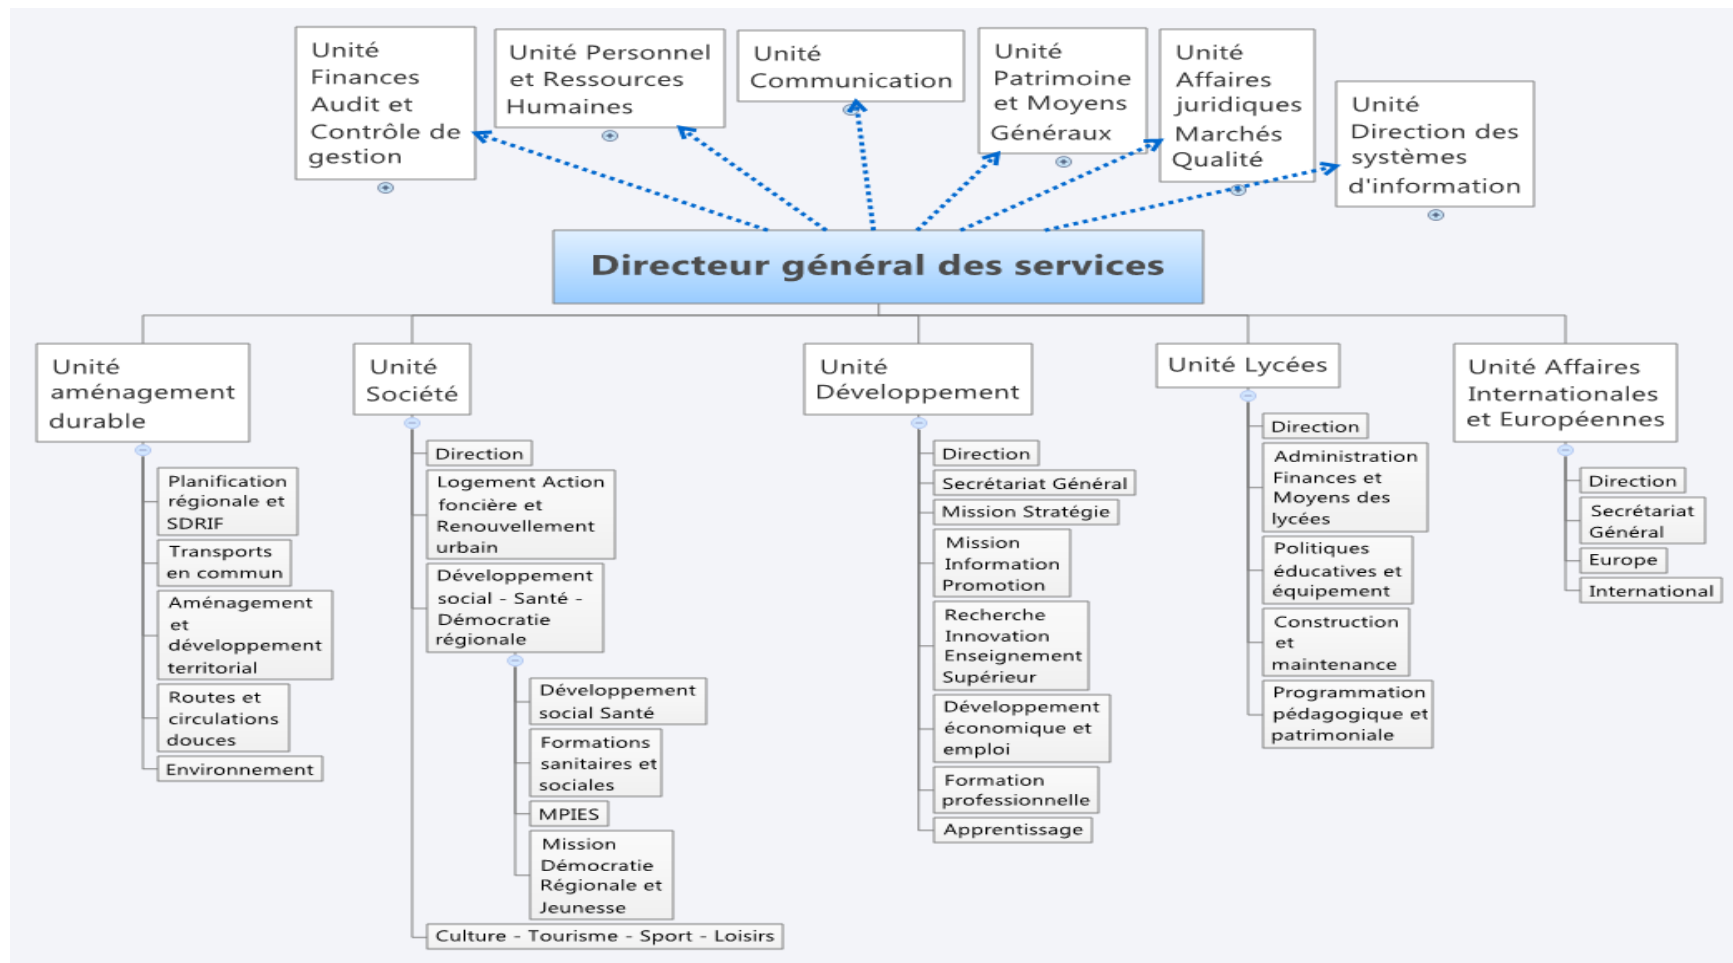 Unité
Finances
Audit et
Contrôle de
gestion
Unité Personnel
et Ressources
Humaines
Unité
Communication
Unité
Patrimoine
et Moyens
Généraux
Unité
Affaires
juridiques
Marchés
Qualité
Unité
Direction des
systèmes
d'information
Directeur général des services
Unité
aménagement
durable
Planification
régionale et
SDRIF
Transports
en commun
Aménagement
et
développement
territorial
Routes et
circulations
douces
Environnement
Unité
Société
Direction
Logement Action
foncière et
Renouvellement
urbain
Développement
social - Santé -
Démocratie
régionale
Développement
social Santé
Formations
sanitaires et
sociales
MPIES
Mission
Démocratie
Régionale et
Jeunesse
Culture - Tourisme - Sport - Loisirs
Unité
Développement
Direction
Secrétariat Général
Mission Stratégie
Mission
Information
Promotion
Recherche
Innovation
Enseignement
Supérieur
Développement
économique et
emploi
Formation
professionnelle
Apprentissage
Unité Lycées
Direction
Administration
Finances et
Moyens des
lycées
Politiques
éducatives et
équipement
Construction
et
maintenance
Programmation
pédagogique et
patrimoniale
Unité Affaires
Internationales
et Européennes
Direction
Secrétariat
Général
Europe
International